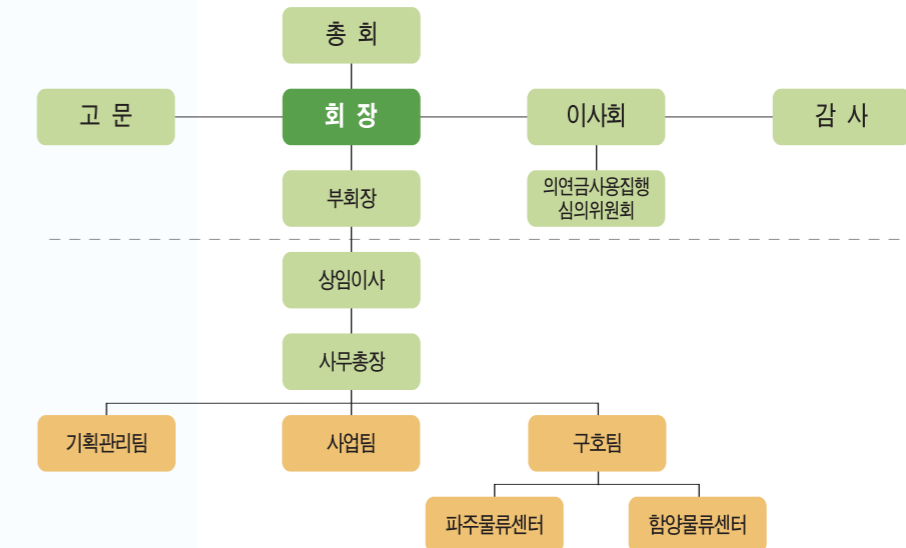 총 회
고 문
회 장
이사회
감 사
부회장
의연금사용집행
심의위원회
상임이사
사무총장
기획관리팀
사업팀
구호팀
파주물류센터
함양물류센터